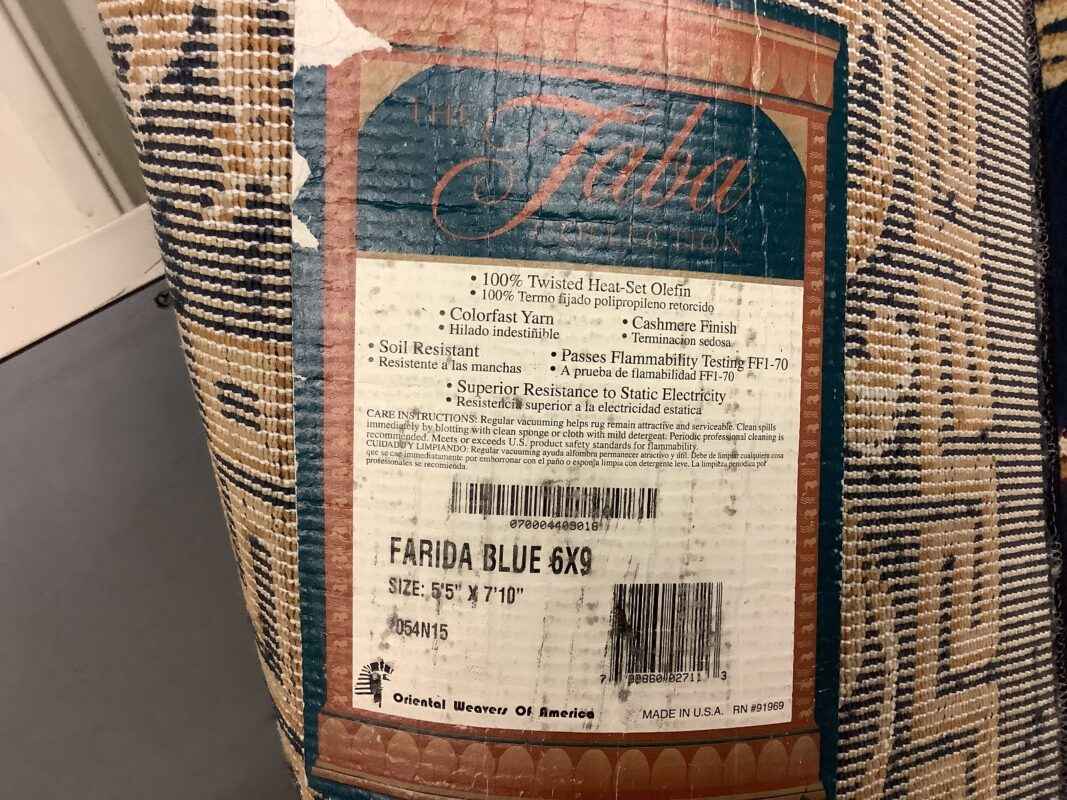 THE
Taba
COLLECTION
• 100% Twisted Heat-Set Olefin
• 100% Termo fijado polipropileno retorcido
• Colorfast Yarn
• Hilado indestiñible
• Cashmere Finish
• Terminacion sedosa
• Soil Resistant
• Resistente a las manchas
• Passes Flammability Testing FF1-70
• A prueba de flamabilidad FF1-70
• Superior Resistance to Static Electricity
• Resistencia superior a la electricidad estatica
CARE INSTRUCTIONS: Regular vacuuming helps rug remain attractive and serviceable. Clean spills
immediately by blotting with clean sponge or cloth with mild detergent. Periodic professional cleaning is
recommended. Meets or exceeds U.S. product safety standards for flammability.
CUIDADO Y LIMPIANDO: Regular vacuuming ayuda alfombra permanecer atractivo y útil. Debe de limpiar cualquiera cosa
que se cae immediatamente por emborronar con el paño o esponja limpia con detergente leve. La limpieza periodica por
profesionales se recomienda.
070004409018
FARIDA BLUE 6X9
SIZE: 5'5" X 7'10"
054N15
7 02711 3
Oriental Weavers Of America
MADE IN U.S.A. RN #91969